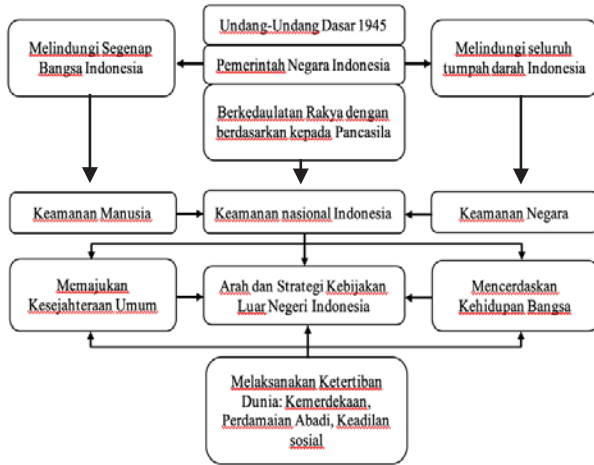 Undang-Undang Dasar 1945
Melindungi Segenap
Bangsa Indonesia
Pemerintah Negara Indonesia
Melindungi seluruh
tumpah darah Indonesia
Berkedaulatan Rakya dengan
berdasarkan kepada Pancasila
Keamanan Manusia
Keamanan nasional Indonesia
Keamanan Negara
Memajukan
Kesejahteraan Umum
Arah dan Strategi Kebijakan
Luar Negeri Indonesia
Mencerdaskan
Kehidupan Bangsa
Melaksanakan Ketertiban
Dunia: Kemerdekaan,
Perdamaian Abadi, Keadilan
sosial